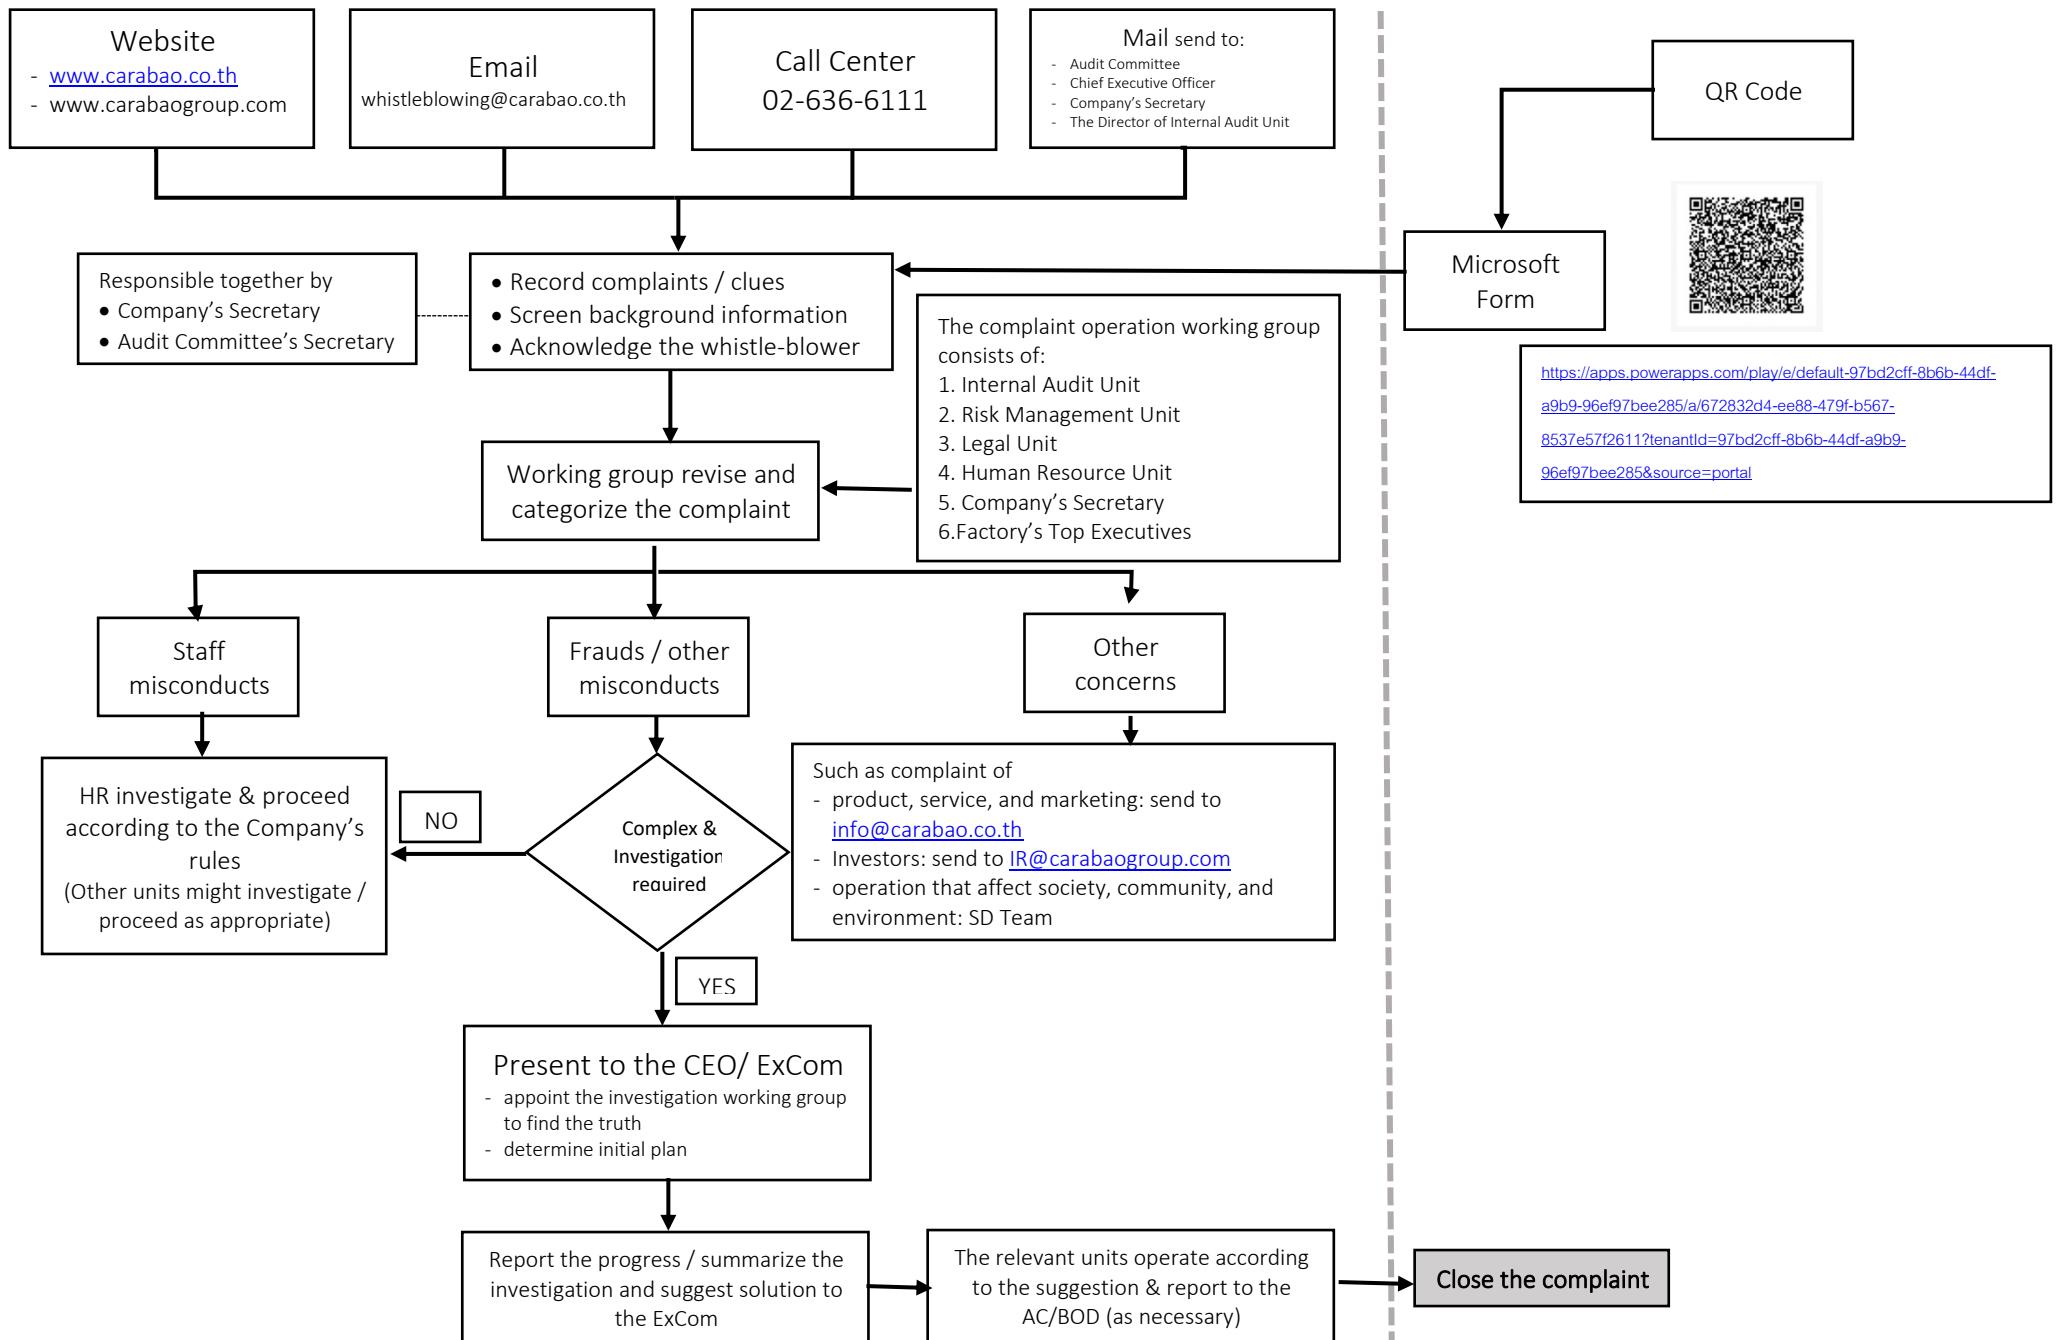 Website
- www.carabao.co.th
- www.carabaogroup.com
Email
whistleblowing@carabao.co.th
Call Center
02-636-6111
Mail send to:
- Audit Committee
- Chief Executive Officer
- Company’s Secretary
- The Director of Internal Audit Unit
QR Code
Microsoft
Form
https://apps.powerapps.com/play/e/default-97bd2cff-8b6b-44df-
a9b9-96ef97bee285/a/672832d4-ee88-479f-b567-
8537e57f2611?tenantId=97bd2cff-8b6b-44df-a9b9-
96ef97bee285&source=portal
Responsible together by
• Company’s Secretary
• Audit Committee’s Secretary
• Record complaints / clues
• Screen background information
• Acknowledge the whistle-blower
The complaint operation working group
consists of:
1. Internal Audit Unit
2. Risk Management Unit
3. Legal Unit
4. Human Resource Unit
5. Company’s Secretary
6.Factory’s Top Executives
Working group revise and
categorize the complaint
Staff
misconducts
Frauds / other
misconducts
Other
concerns
HR investigate & proceed
according to the Company’s
rules
(Other units might investigate /
proceed as appropriate)
NO
Complex &
Investigation
required
Such as complaint of
- product, service, and marketing: send to
info@carabao.co.th
- Investors: send to IR@carabaogroup.com
- operation that affect society, community, and
environment: SD Team
YES
Present to the CEO/ ExCom
- appoint the investigation working group
to find the truth
- determine initial plan
Report the progress / summarize the
investigation and suggest solution to
the ExCom
The relevant units operate according
to the suggestion & report to the
AC/BOD (as necessary)
Close the complaint